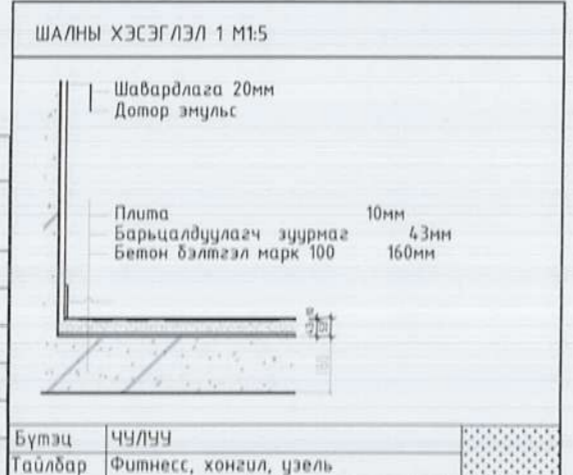 ШАЛНЫ ХЭСЭГЛЭЛ 1 М1:5
Шавардлага 20мм
Дотор эмульс
Плита 10мм
Барьцалдуулагч зуурмаг 43мм
Бетон бэлтгэл марк 100 160мм
Бүтэц ЧУЛУУ
Тайлбар Фитнесс, хонгил, узель